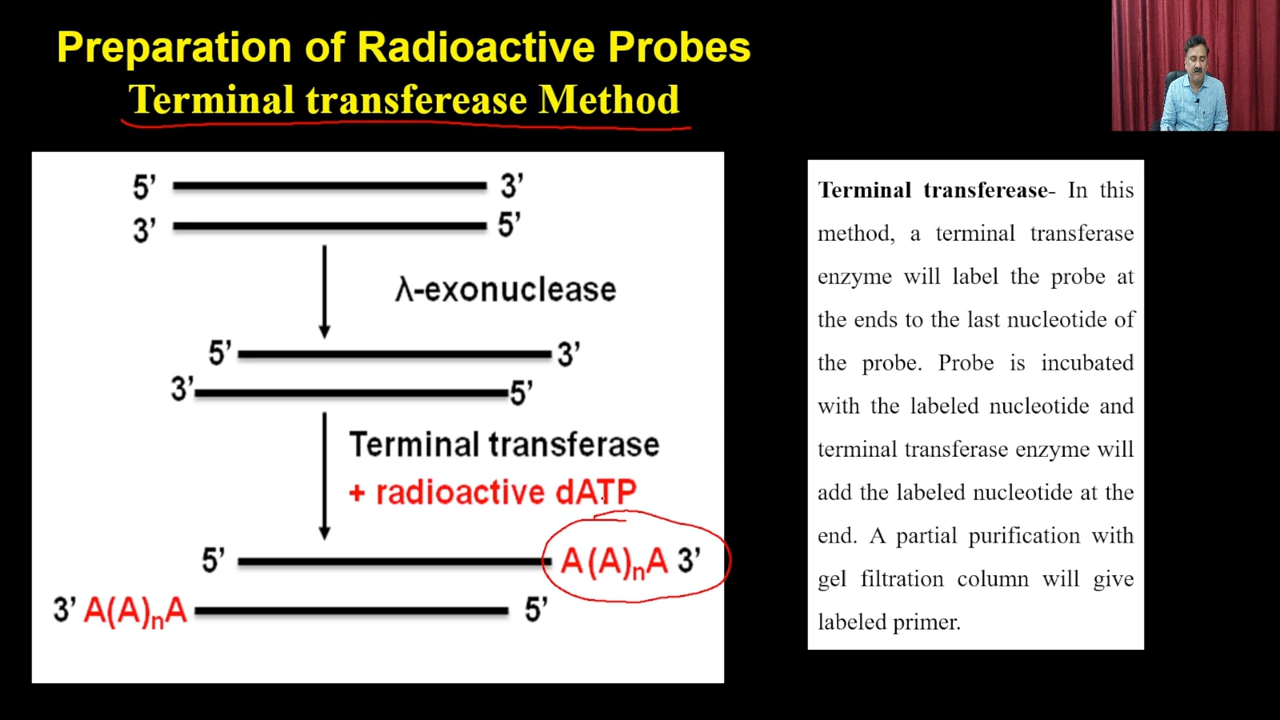 Preparation of Radioactive Probes
Terminal transferease Method
5’ 3’
3’ 5’
λ-exonuclease
5’ 3’
3’ 5’
Terminal transferase
+ radioactive dATP
5’ A(A)nA 3’
3’ A(A)nA 5’
Terminal transferease- In this
method, a terminal transferase
enzyme will label the probe at
the ends to the last nucleotide of
the probe. Probe is incubated
with the labeled nucleotide and
terminal transferase enzyme will
add the labeled nucleotide at the
end. A partial purification with
gel filtration column will give
labeled primer.